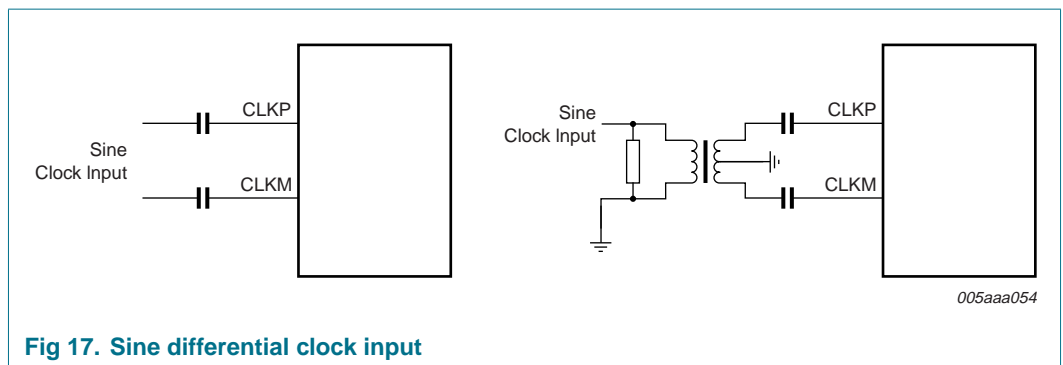 CLKP
Sine
Clock Input
CLKM
Sine
Clock Input
CLKP
CLKM
005aaa054
Fig 17. Sine differential clock input